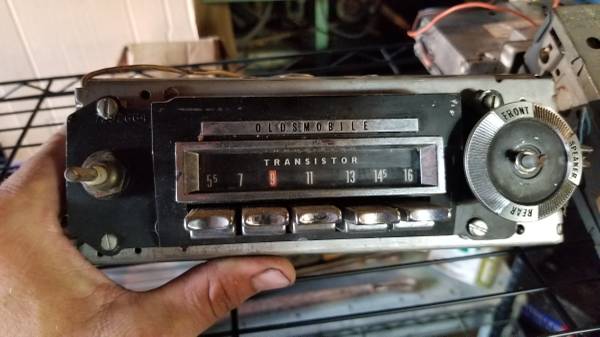 OLDSMOBILE
TRANSISTOR
5⁵ 7 9 11 13 14⁵ 16
FRONT
SPEAKER
REAR